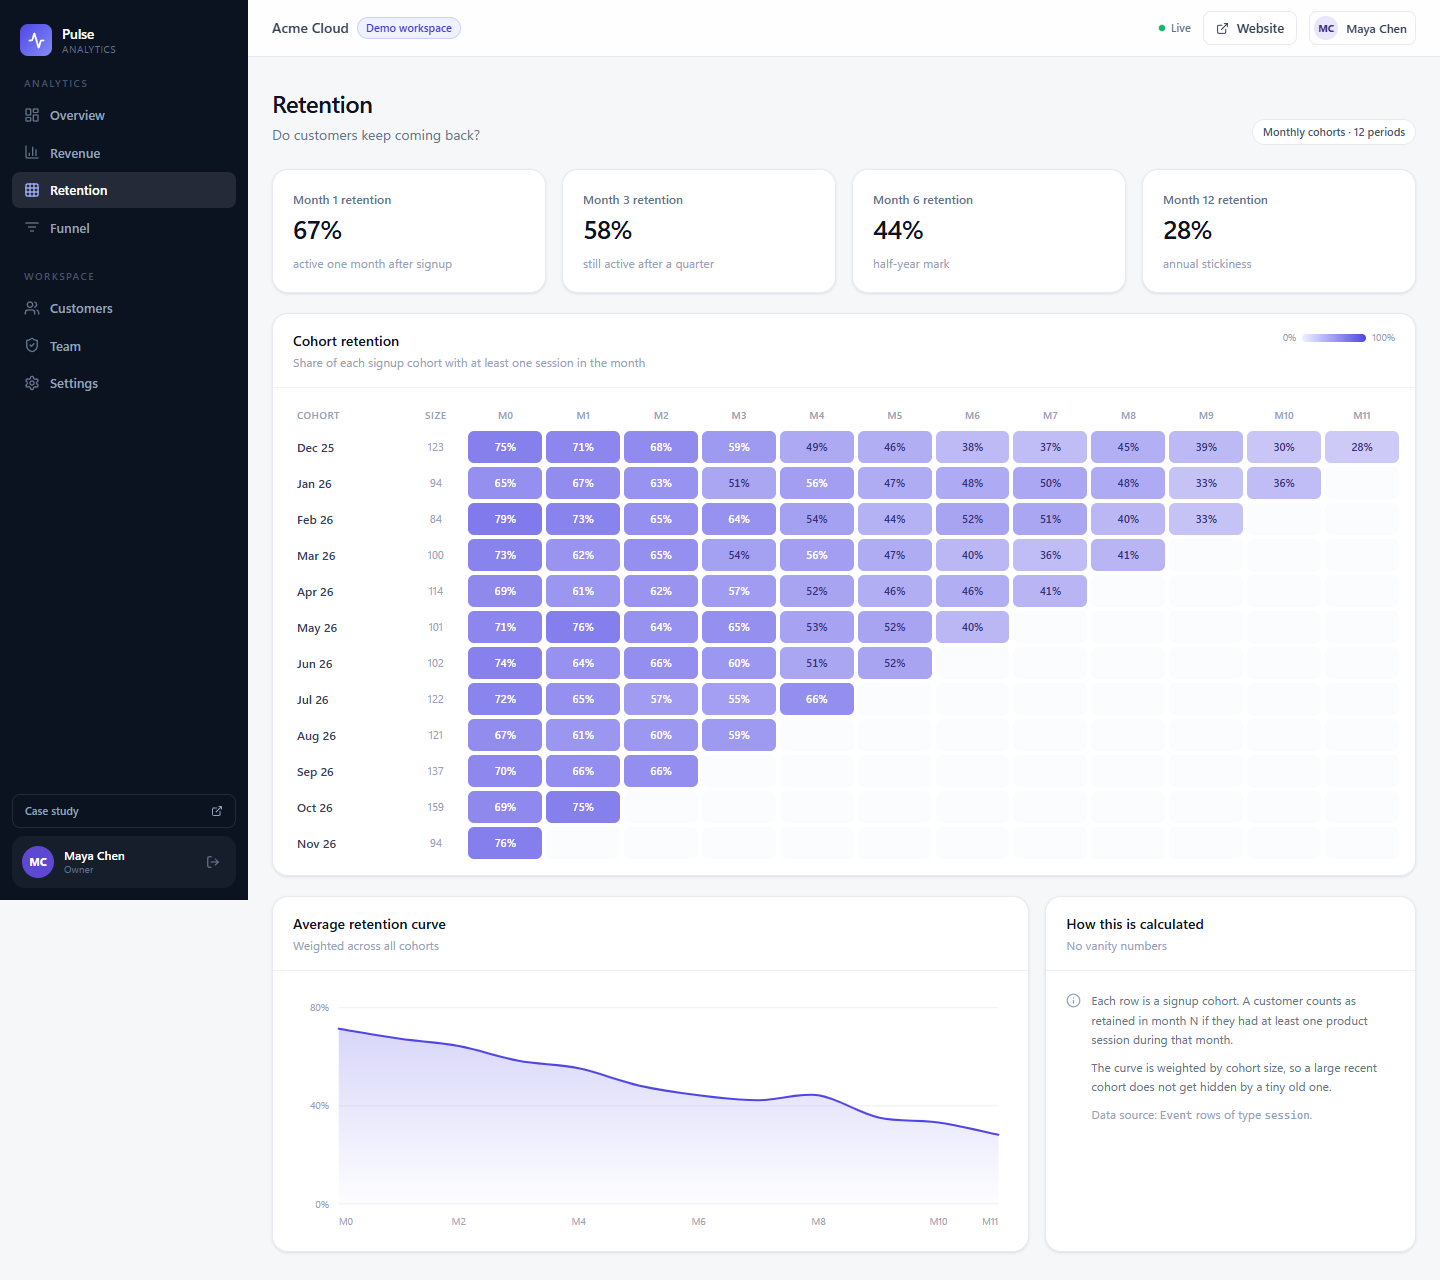 Pulse
ANALYTICS
ANALYTICS
Overview
Revenue
Retention
Funnel
WORKSPACE
Customers
Team
Settings
Case study
MC
Maya Chen
Owner
Acme Cloud
Demo workspace
Live
Website
MC
Maya Chen
Retention
Do customers keep coming back?
Monthly cohorts · 12 periods
Month 1 retention
67%
active one month after signup
Month 3 retention
58%
still active after a quarter
Month 6 retention
44%
half-year mark
Month 12 retention
28%
annual stickiness
Cohort retention
Share of each signup cohort with at least one session in the month
0% 100%
COHORT SIZE M0 M1 M2 M3 M4 M5 M6 M7 M8 M9 M10 M11
Dec 25 123 75% 71% 68% 59% 49% 46% 38% 37% 45% 39% 30% 28%
Jan 26 94 65% 67% 63% 51% 56% 47% 48% 50% 48% 33% 36%
Feb 26 84 79% 73% 65% 64% 54% 44% 52% 51% 40% 33%
Mar 26 100 73% 62% 65% 54% 56% 47% 40% 36% 41%
Apr 26 114 69% 61% 62% 57% 52% 46% 46% 41%
May 26 101 71% 76% 64% 65% 53% 52% 40%
Jun 26 102 74% 64% 66% 60% 51% 52%
Jul 26 122 72% 65% 57% 55% 66%
Aug 26 121 67% 61% 60% 59%
Sep 26 137 70% 66% 66%
Oct 26 159 69% 75%
Nov 26 94 76%
Average retention curve
Weighted across all cohorts
80%
40%
0%
M0 M2 M4 M6 M8 M10 M11
How this is calculated
No vanity numbers
Each row is a signup cohort. A customer counts as
retained in month N if they had at least one product
session during that month.
The curve is weighted by cohort size, so a large recent
cohort does not get hidden by a tiny old one.
Data source: Event rows of type session.